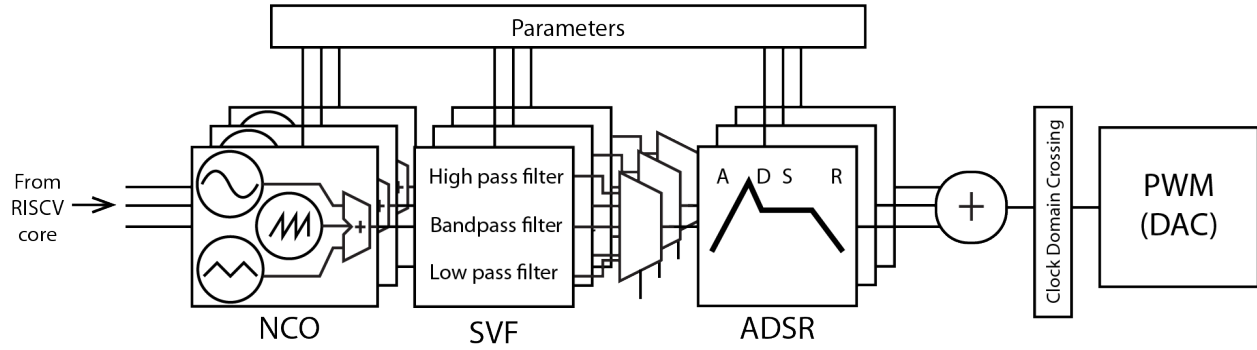 Parameters
From
RISCV
core
+
+
+
NCO
High pass filter
Bandpass filter
Low pass filter
SVF
A D S R
ADSR
+
Clock Domain Crossing
PWM
(DAC)